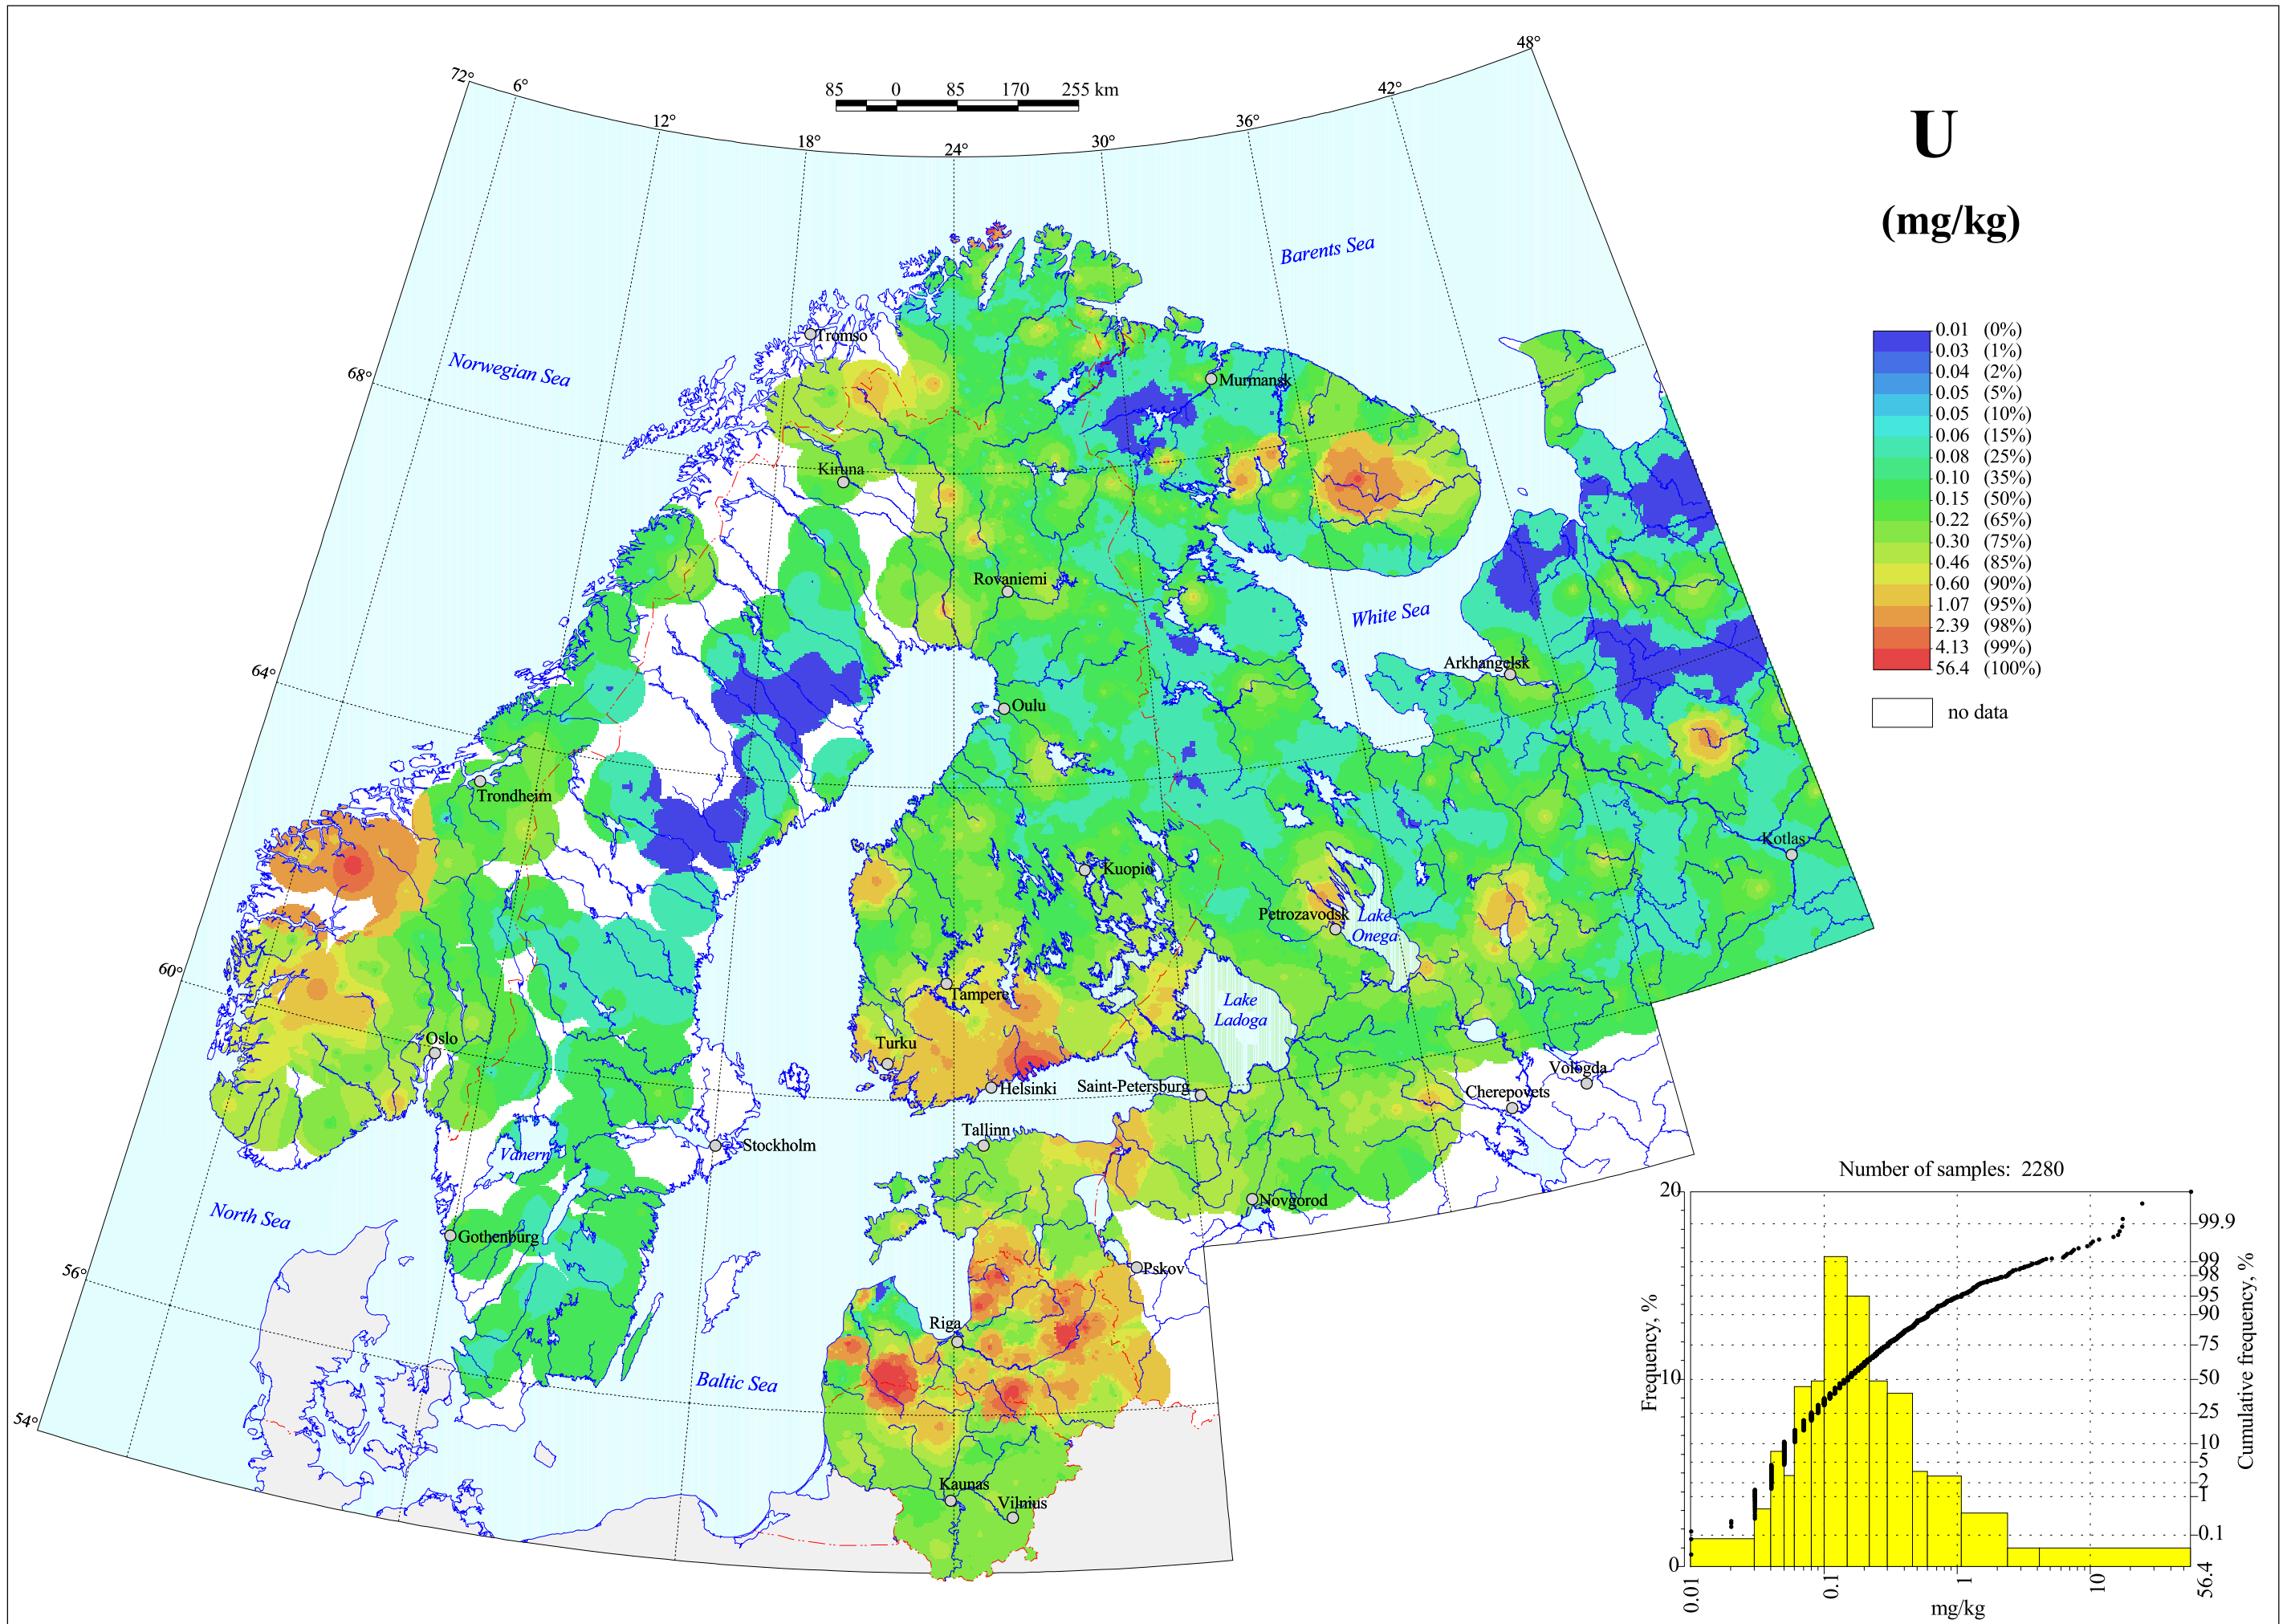 48°
72°
6°
42°
85 0 85 170 255 km
12°
36°
18°
24°
30°
U
(mg/kg)
Barents Sea
0.01 (0%)
0.03 (1%)
0.04 (2%)
0.05 (5%)
0.05 (10%)
0.06 (15%)
0.08 (25%)
0.10 (35%)
0.15 (50%)
0.22 (65%)
0.30 (75%)
0.46 (85%)
0.60 (90%)
1.07 (95%)
2.39 (98%)
4.13 (99%)
56.4 (100%)
no data
Tromso
Norwegian Sea
68°
Murmansk
Kiruna
Rovaniemi
White Sea
Arkhangelsk
64°
Oulu
Trondheim
Kotlas
Kuopio
Petrozavodsk
Lake
Onega
60°
Tampere
Lake
Ladoga
Oslo
Turku
Helsinki
Saint-Petersburg
Vologda
Cherepovets
Tallinn
Stockholm
Vanern
Novgorod
North Sea
Gothenburg
Pskov
56°
Riga
Baltic Sea
54°
Kaunas
Vilnius
Number of samples: 2280
20
10
0
Frequency, %
99.9
99
98
95
90
75
50
25
10
5
2
1
0.1
Cumulative frequency, %
0.01
0.1
1
10
56.4
mg/kg